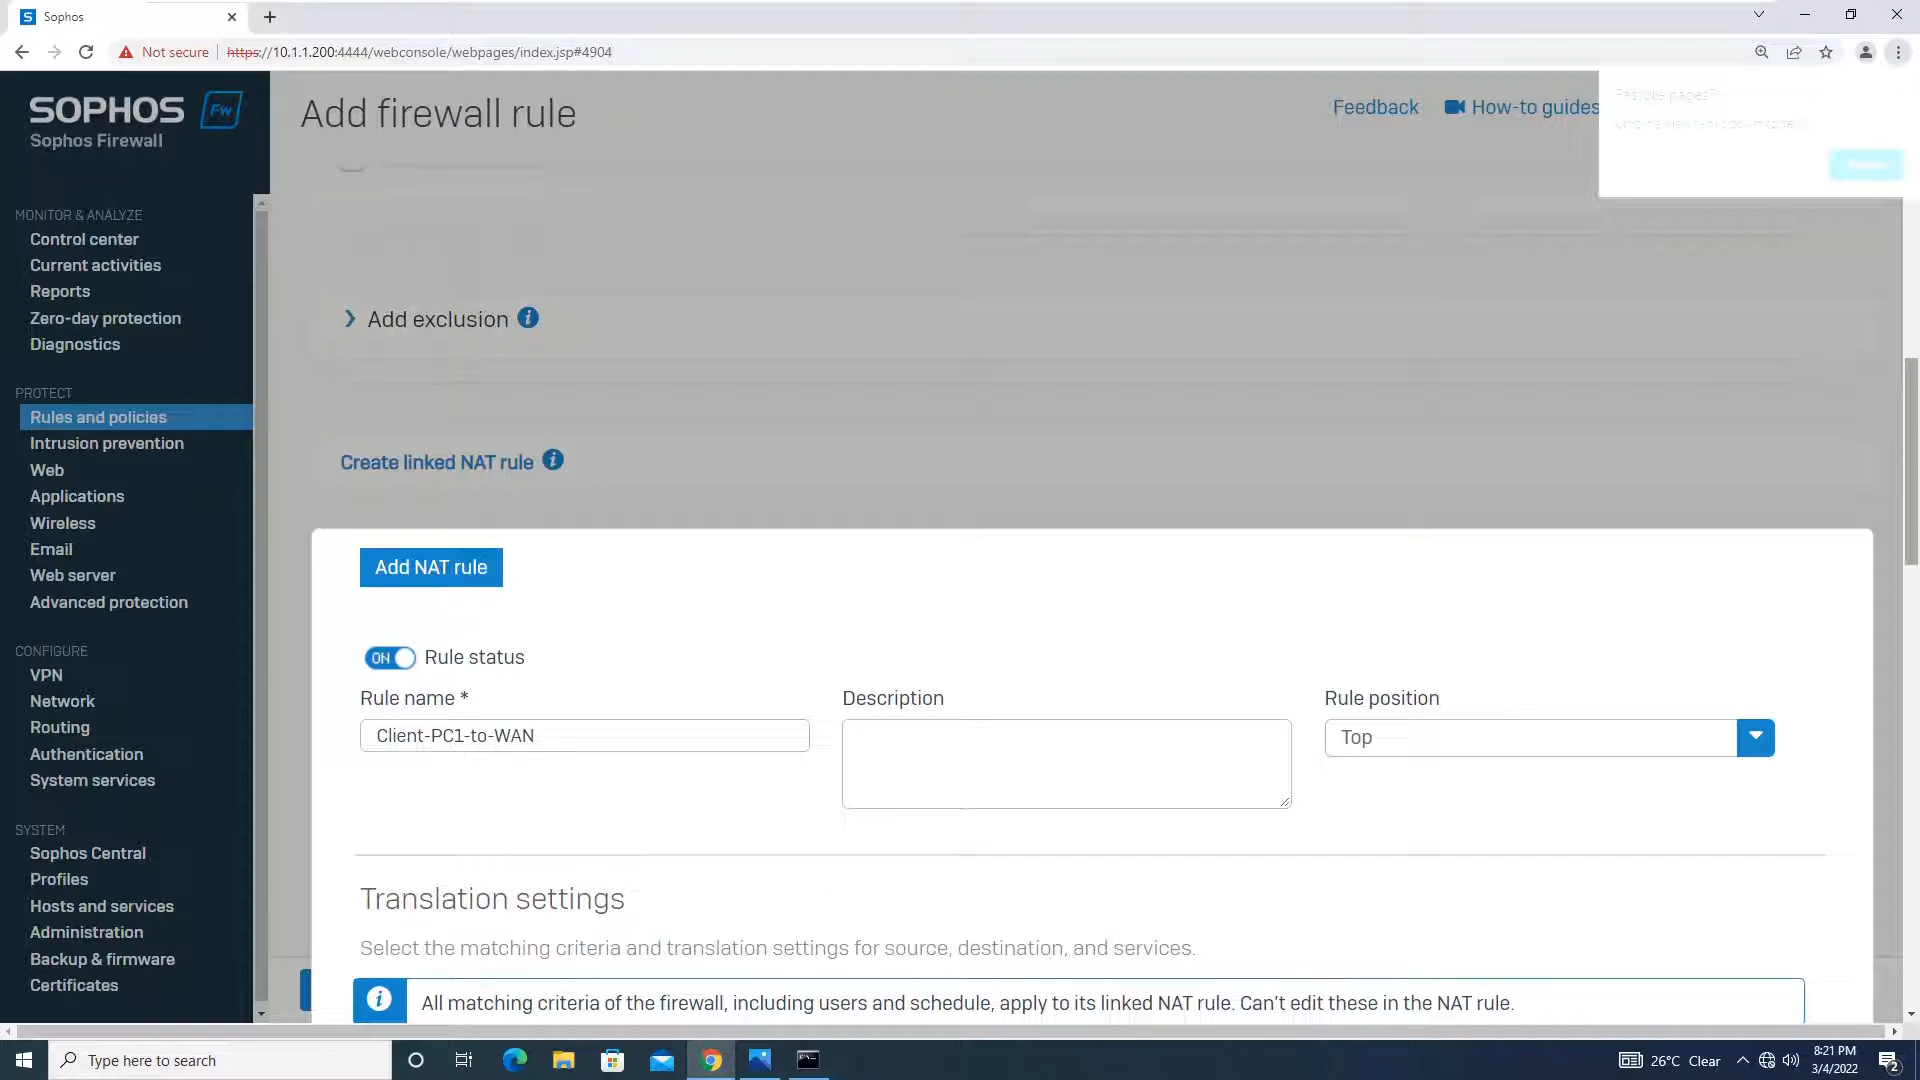 Sophos
Not secure
https://10.1.1.200:4444/webconsole/webpages/index.jsp#4904
SOPHOS
Fw
Sophos Firewall
Add firewall rule
Feedback
How-to guides
MONITOR & ANALYZE
Control center
Current activities
Reports
Zero-day protection
Diagnostics
PROTECT
Rules and policies
Intrusion prevention
Web
Applications
Wireless
Email
Web server
Advanced protection
CONFIGURE
VPN
Network
Routing
Authentication
System services
SYSTEM
Sophos Central
Profiles
Hosts and services
Administration
Backup & firmware
Certificates
Add exclusion
Create linked NAT rule
Add NAT rule
ON Rule status
Rule name *
Client-PC1-to-WAN
Description
Rule position
Top
Translation settings
Select the matching criteria and translation settings for source, destination, and services.
All matching criteria of the firewall, including users and schedule, apply to its linked NAT rule. Can't edit these in the NAT rule.
Type here to search
26°C Clear
8:21 PM
3/4/2022
2